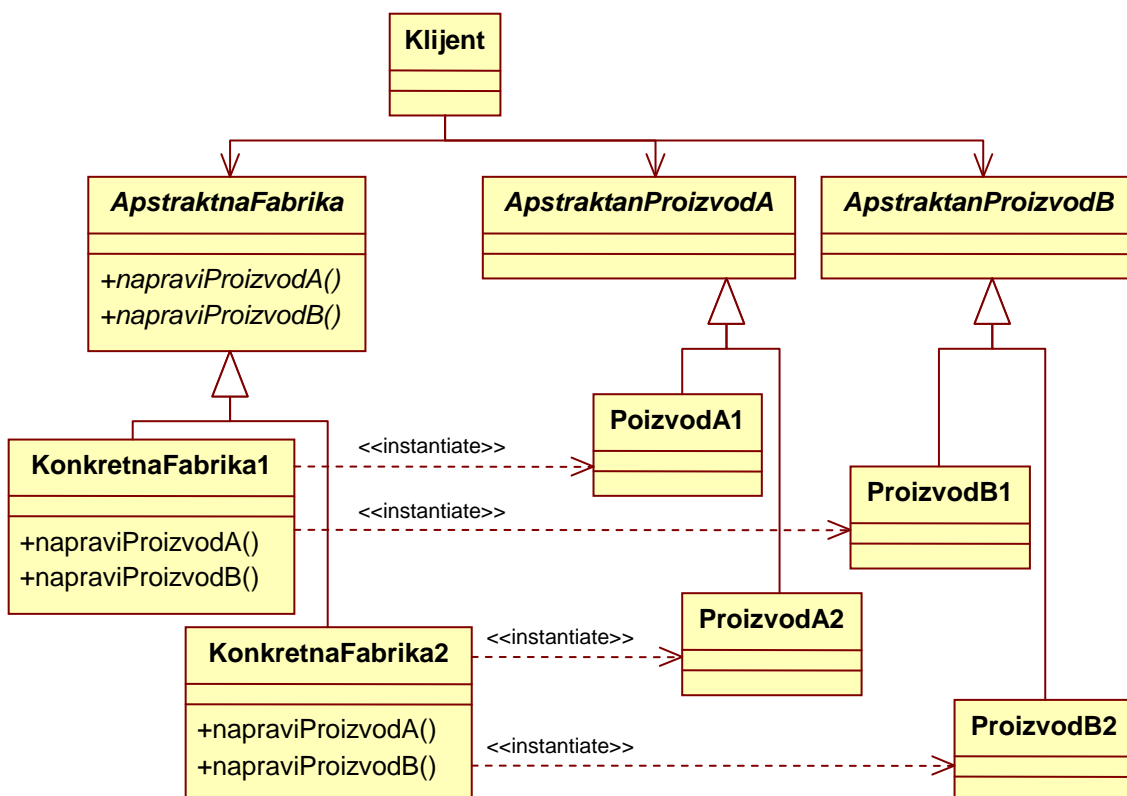 Klijent
ApstraktnaFabrika
+napraviProizvodA()
+napraviProizvodB()
ApstraktanProizvodA
ApstraktanProizvodB
KonkretnaFabrika1
+napraviProizvodA()
+napraviProizvodB()
<<instantiate>>
PoizvodA1
<<instantiate>>
ProizvodB1
KonkretnaFabrika2
+napraviProizvodA()
+napraviProizvodB()
<<instantiate>>
ProizvodA2
<<instantiate>>
ProizvodB2